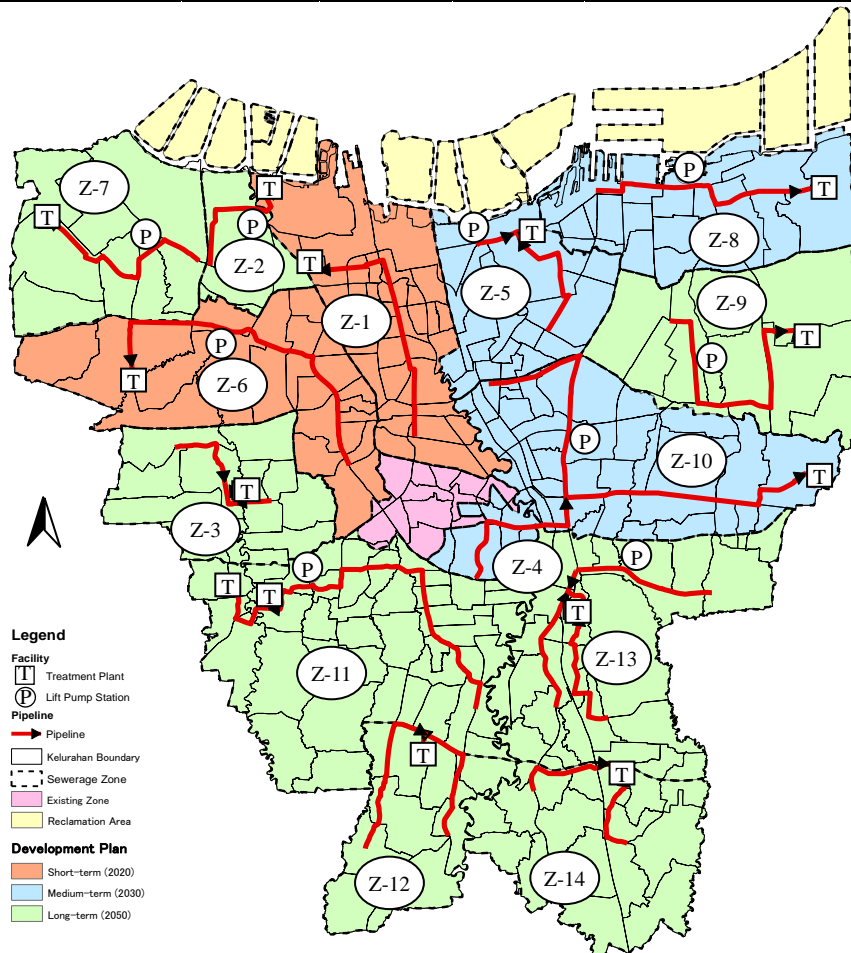 P
Z-7
T
T
T
P
P
P
T
Z-8
Z-2
T
Z-5
Z-9
Z-1
P
T
P
Z-6
T
P
Z-10
T
T
Z-3
P
Z-4
P
T
T
T
Legend
Facility
T Treatment Plant
P Lift Pump Station
Pipeline
Pipeline
Kelurahan Boundary
Sewerage Zone
Existing Zone
Reclamation Area
Development Plan
Short-term (2020)
Medium-term (2030)
Long-term (2050)
Z-13
Z-11
T
T
Z-12
Z-14